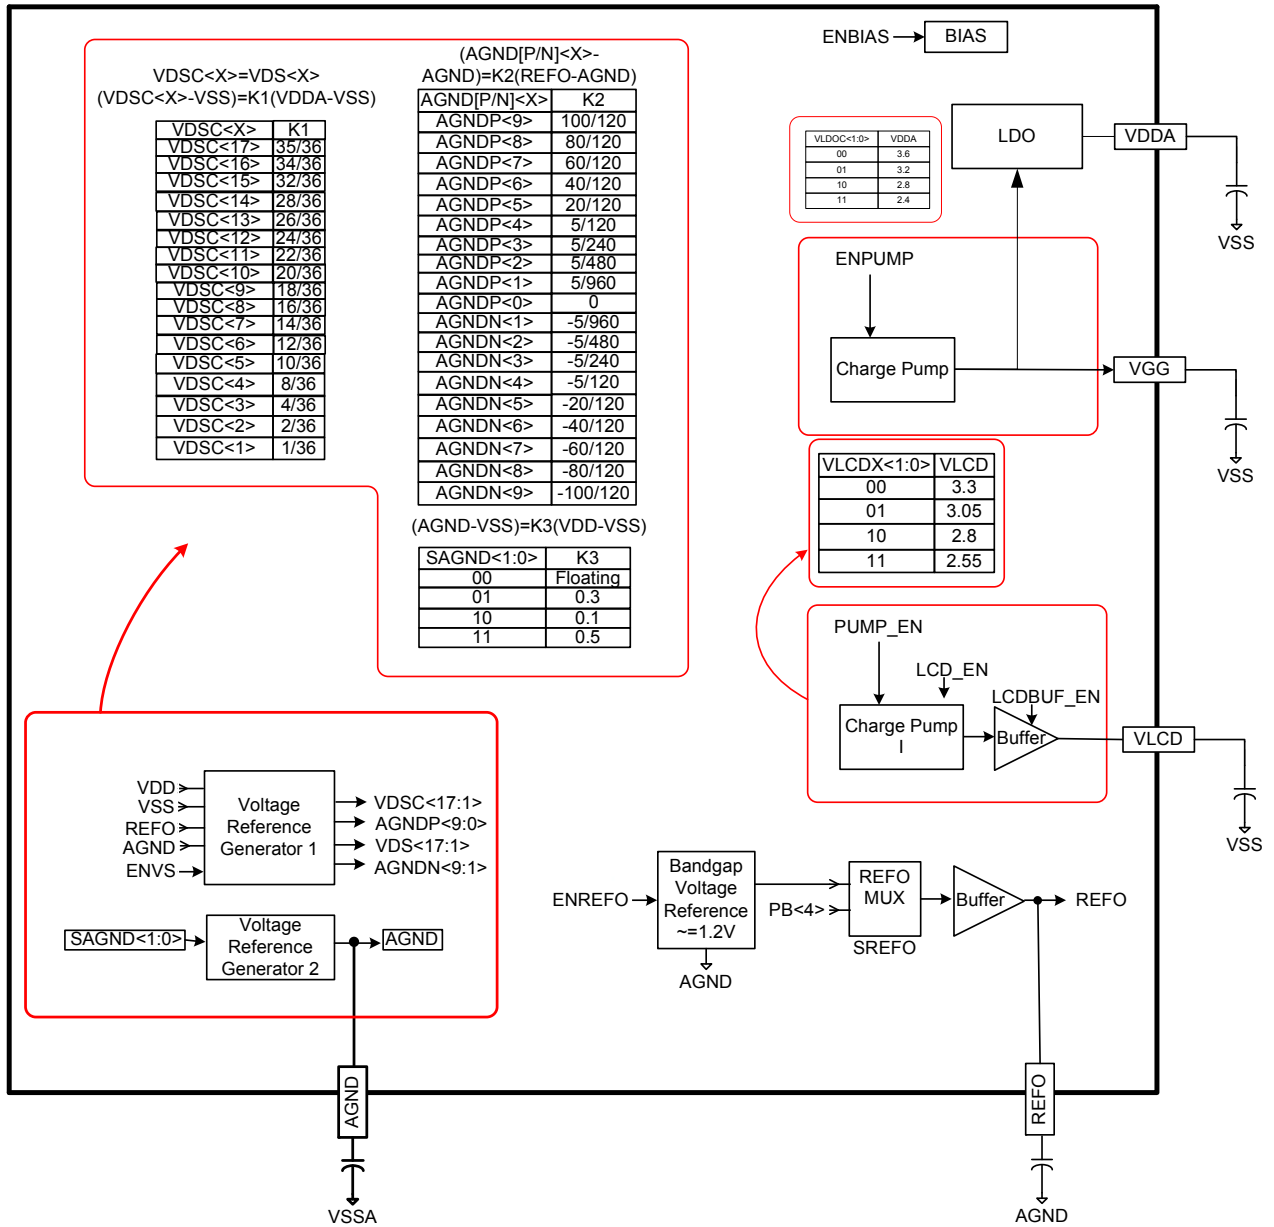 VDSC<X>=VDS<X>
(VDSC<X>-VSS)=K1(VDDA-VSS)
VDSC<X> K1
VDSC<17> 35/36
VDSC<16> 34/36
VDSC<15> 32/36
VDSC<14> 28/36
VDSC<13> 26/36
VDSC<12> 24/36
VDSC<11> 22/36
VDSC<10> 20/36
VDSC<9> 18/36
VDSC<8> 16/36
VDSC<7> 14/36
VDSC<6> 12/36
VDSC<5> 10/36
VDSC<4> 8/36
VDSC<3> 4/36
VDSC<2> 2/36
VDSC<1> 1/36
(AGND[P/N]<X>-
AGND)=K2(REFO-AGND)
AGND[P/N]<X> K2
AGNDP<9> 100/120
AGNDP<8> 80/120
AGNDP<7> 60/120
AGNDP<6> 40/120
AGNDP<5> 20/120
AGNDP<4> 5/120
AGNDP<3> 5/240
AGNDP<2> 5/480
AGNDP<1> 5/960
AGNDP<0> 0
AGNDN<1> -5/960
AGNDN<2> -5/480
AGNDN<3> -5/240
AGNDN<4> -5/120
AGNDN<5> -20/120
AGNDN<6> -40/120
AGNDN<7> -60/120
AGNDN<8> -80/120
AGNDN<9> -100/120
(AGND-VSS)=K3(VDD-VSS)
SAGND<1:0> K3
00 Floating
01 0.3
10 0.1
11 0.5
ENBIAS BIAS
VLDOC<1:0> VDDA
00 3.6
01 3.2
10 2.8
11 2.4
LDO
VDDA
VSS
ENPUMP
Charge Pump
VGG
VSS
VLCDX<1:0> VLCD
00 3.3
01 3.05
10 2.8
11 2.55
PUMP_EN
LCD_EN
LCDBUF_EN
Charge Pump
I
Buffer
VLCD
VSS
VDD
VSS
REFO
AGND
ENVS
Voltage
Reference
Generator 1
VDSC<17:1>
AGNDP<9:0>
VDS<17:1>
AGNDN<9:1>
SAGND<1:0>
Voltage
Reference
Generator 2
AGND
AGND
VSSA
ENREFO
Bandgap
Voltage
Reference
~=1.2V
AGND
PB<4>
REFO
MUX
SREFO
Buffer
REFO
REFO
AGND